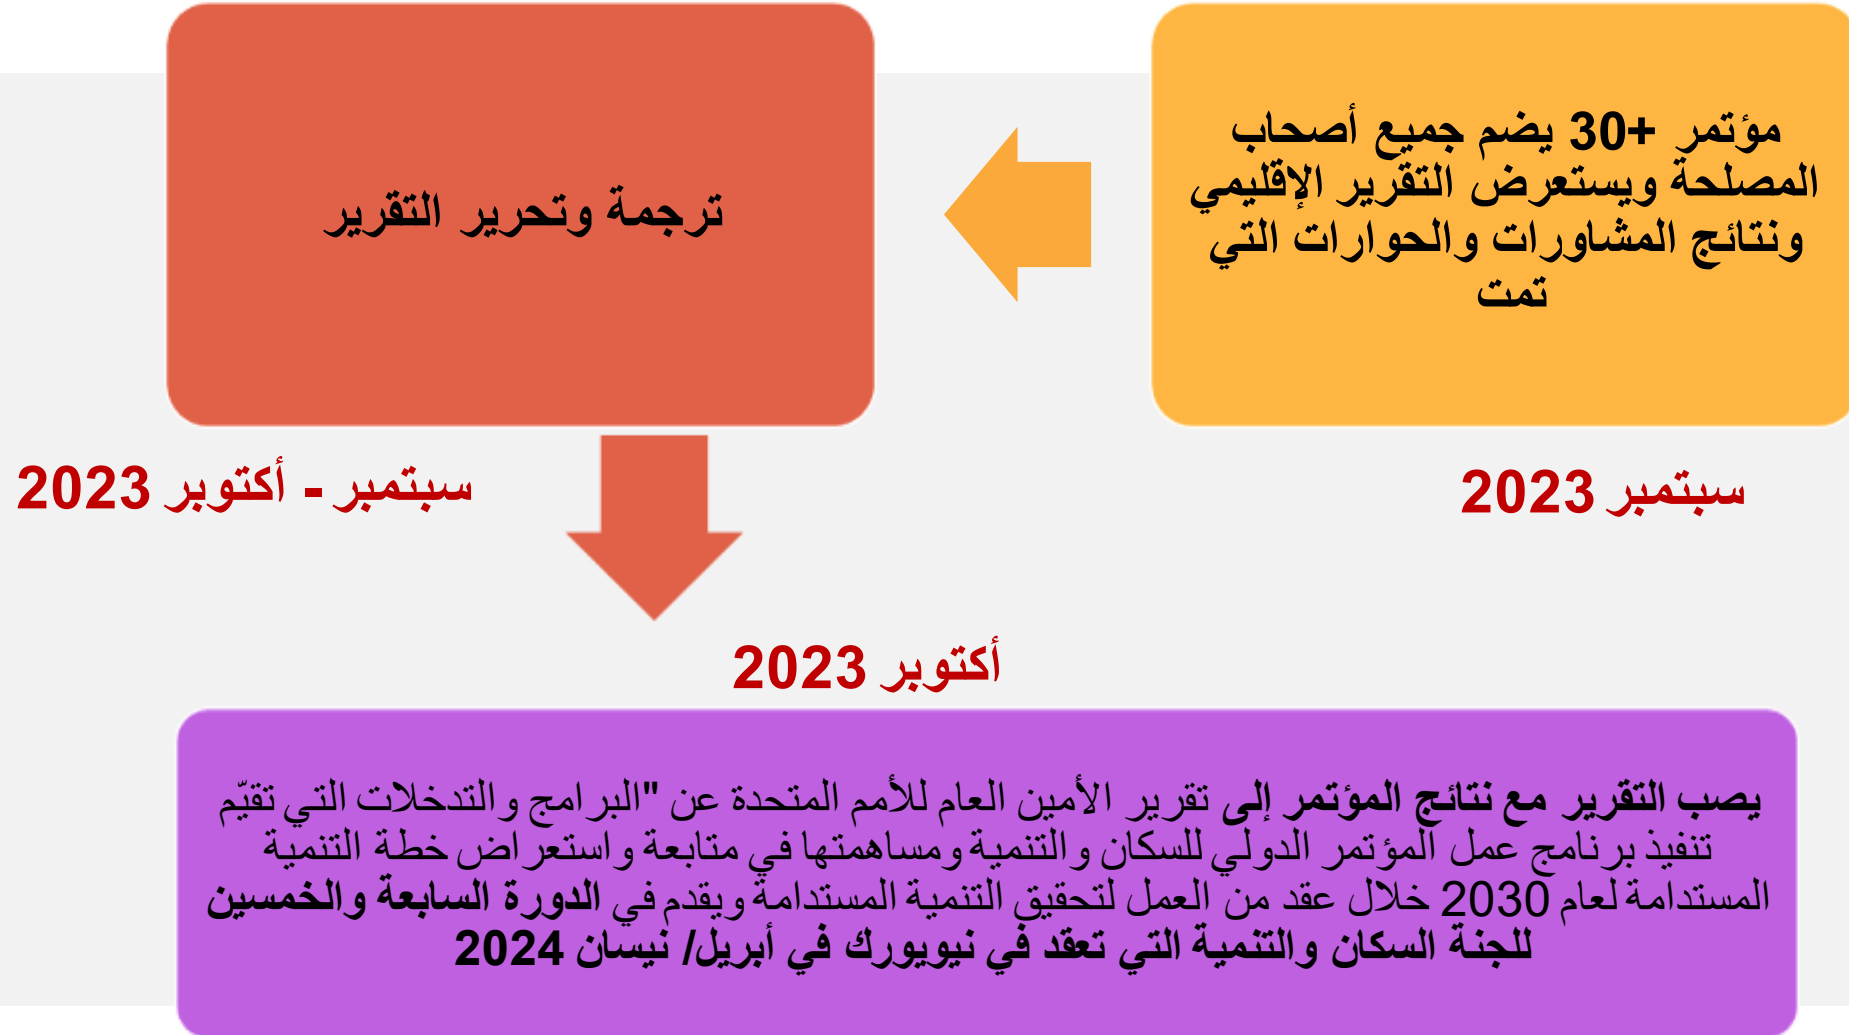 مؤتمر +30 يضم جميع أصحاب
المصلحة ويستعرض التقرير الإقليمي
ونتائج المشاورات والحوارات التي
تمت
سبتمبر 2023
ترجمة وتحرير التقرير
سبتمبر - أكتوبر 2023
أكتوبر 2023
يصب التقرير مع نتائج المؤتمر إلى تقرير الأمين العام للأمم المتحدة عن "البرامج والتدخلات التي تقيّم
تنفيذ برنامج عمل المؤتمر الدولي للسكان والتنمية ومساهمتها في متابعة واستعراض خطة التنمية
المستدامة لعام 2030 خلال عقد من العمل لتحقيق التنمية المستدامة ويقدم في الدورة السابعة والخمسين
للجنة السكان والتنمية التي تعقد في نيويورك في أبريل/ نيسان 2024